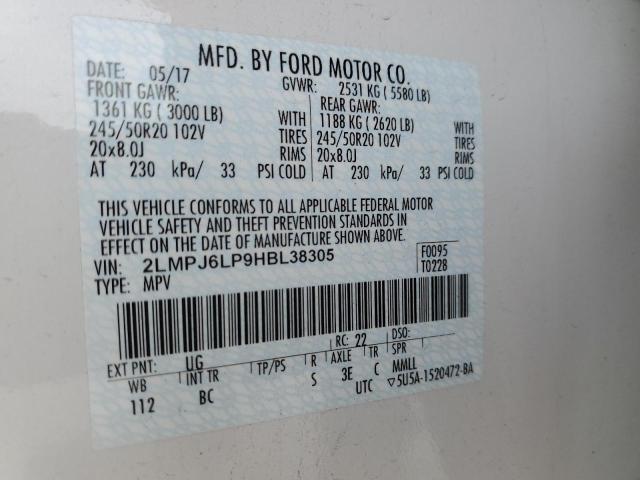 MFD. BY FORD MOTOR CO.
DATE: 05/17 GVWR: 2531 KG ( 5580 LB)
FRONT GAWR: REAR GAWR:
1361 KG ( 3000 LB) WITH 1188 KG ( 2620 LB) WITH
245/50R20 102V TIRES 245/50R20 102V TIRES
20x8.0J RIMS 20x8.0J RIMS
AT 230 kPa/ 33 PSI COLD AT 230 kPa/ 33 PSI COLD
THIS VEHICLE CONFORMS TO ALL APPLICABLE FEDERAL MOTOR
VEHICLE SAFETY AND THEFT PREVENTION STANDARDS IN
EFFECT ON THE DATE OF MANUFACTURE SHOWN ABOVE.
VIN: 2LMPJ6LP9HBL38305 F0095
TYPE: MPV T0228
EXT PNT: UG RC: 22 DSO:
WB INT TR TP/PS R AXLE TR SPR
112 BC S 3E C MMLL
UTC ▽5U5A-1520472-BA